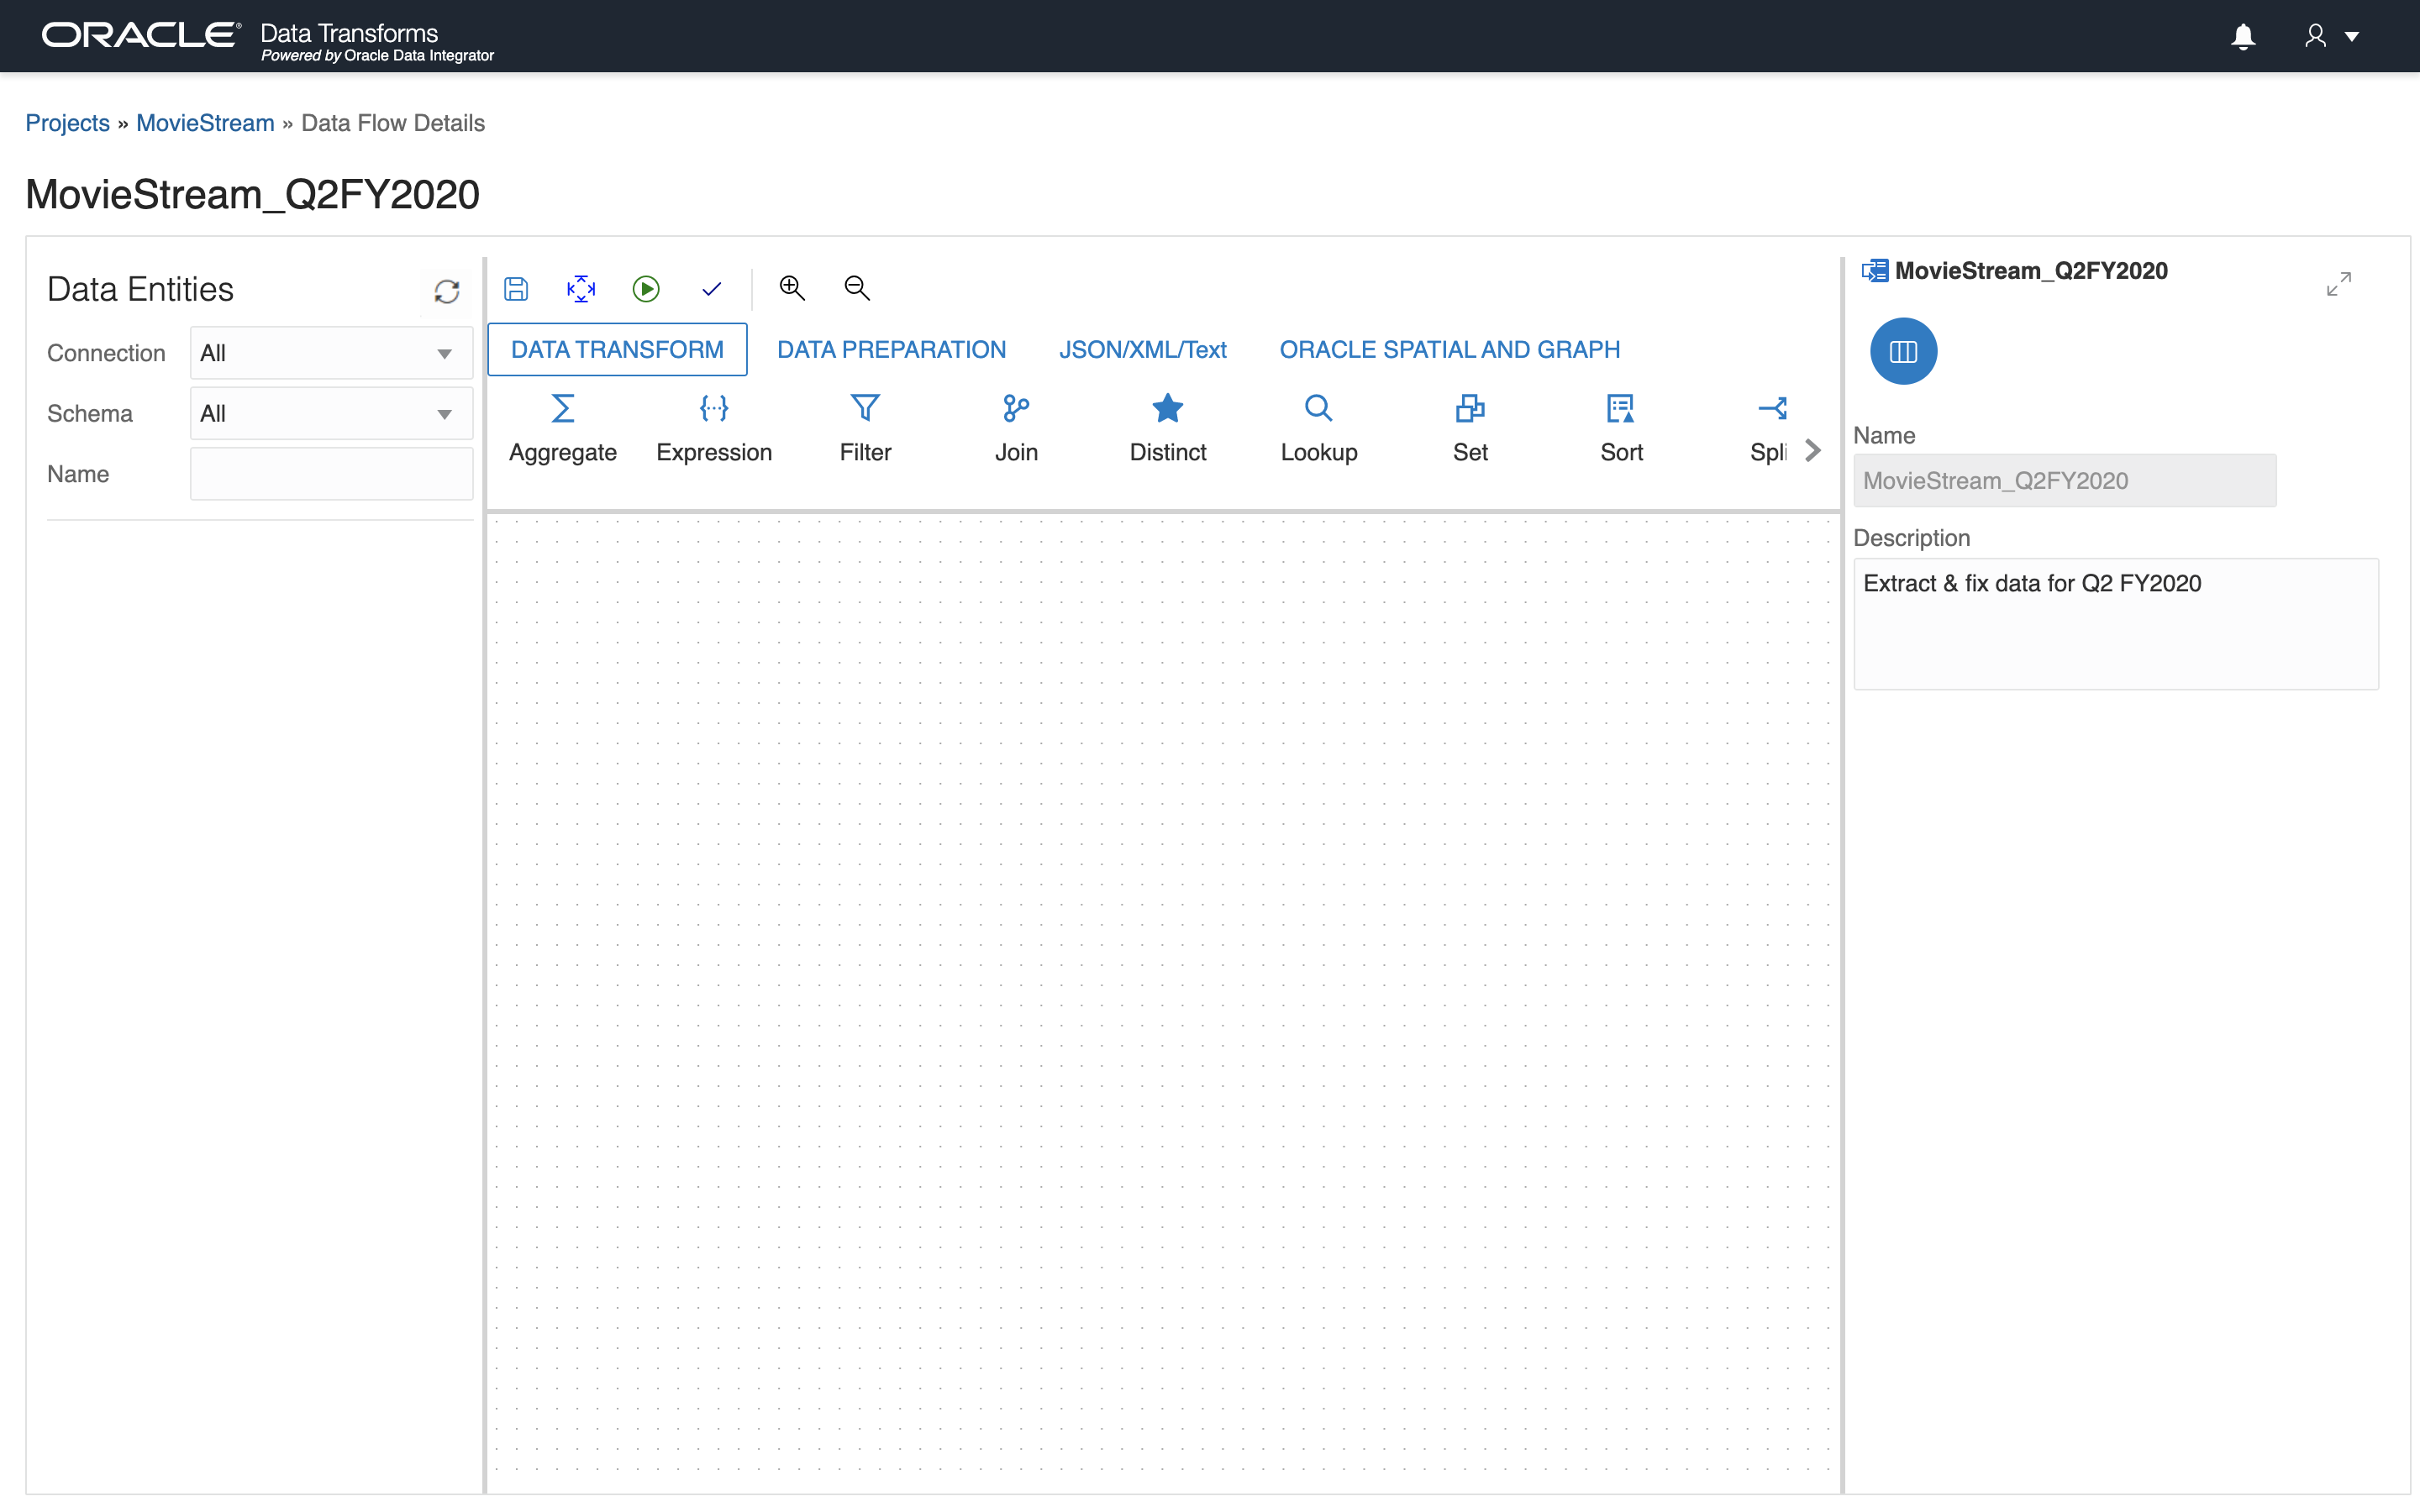 ORACLE® Data Transforms
Powered by Oracle Data Integrator
Projects » MovieStream » Data Flow Details
MovieStream_Q2FY2020
Data Entities
Connection All
Schema All
Name
DATA TRANSFORM DATA PREPARATION JSON/XML/Text ORACLE SPATIAL AND GRAPH
Aggregate Expression Filter Join Distinct Lookup Set Sort Spli
MovieStream_Q2FY2020
Name
MovieStream_Q2FY2020
Description
Extract & fix data for Q2 FY2020